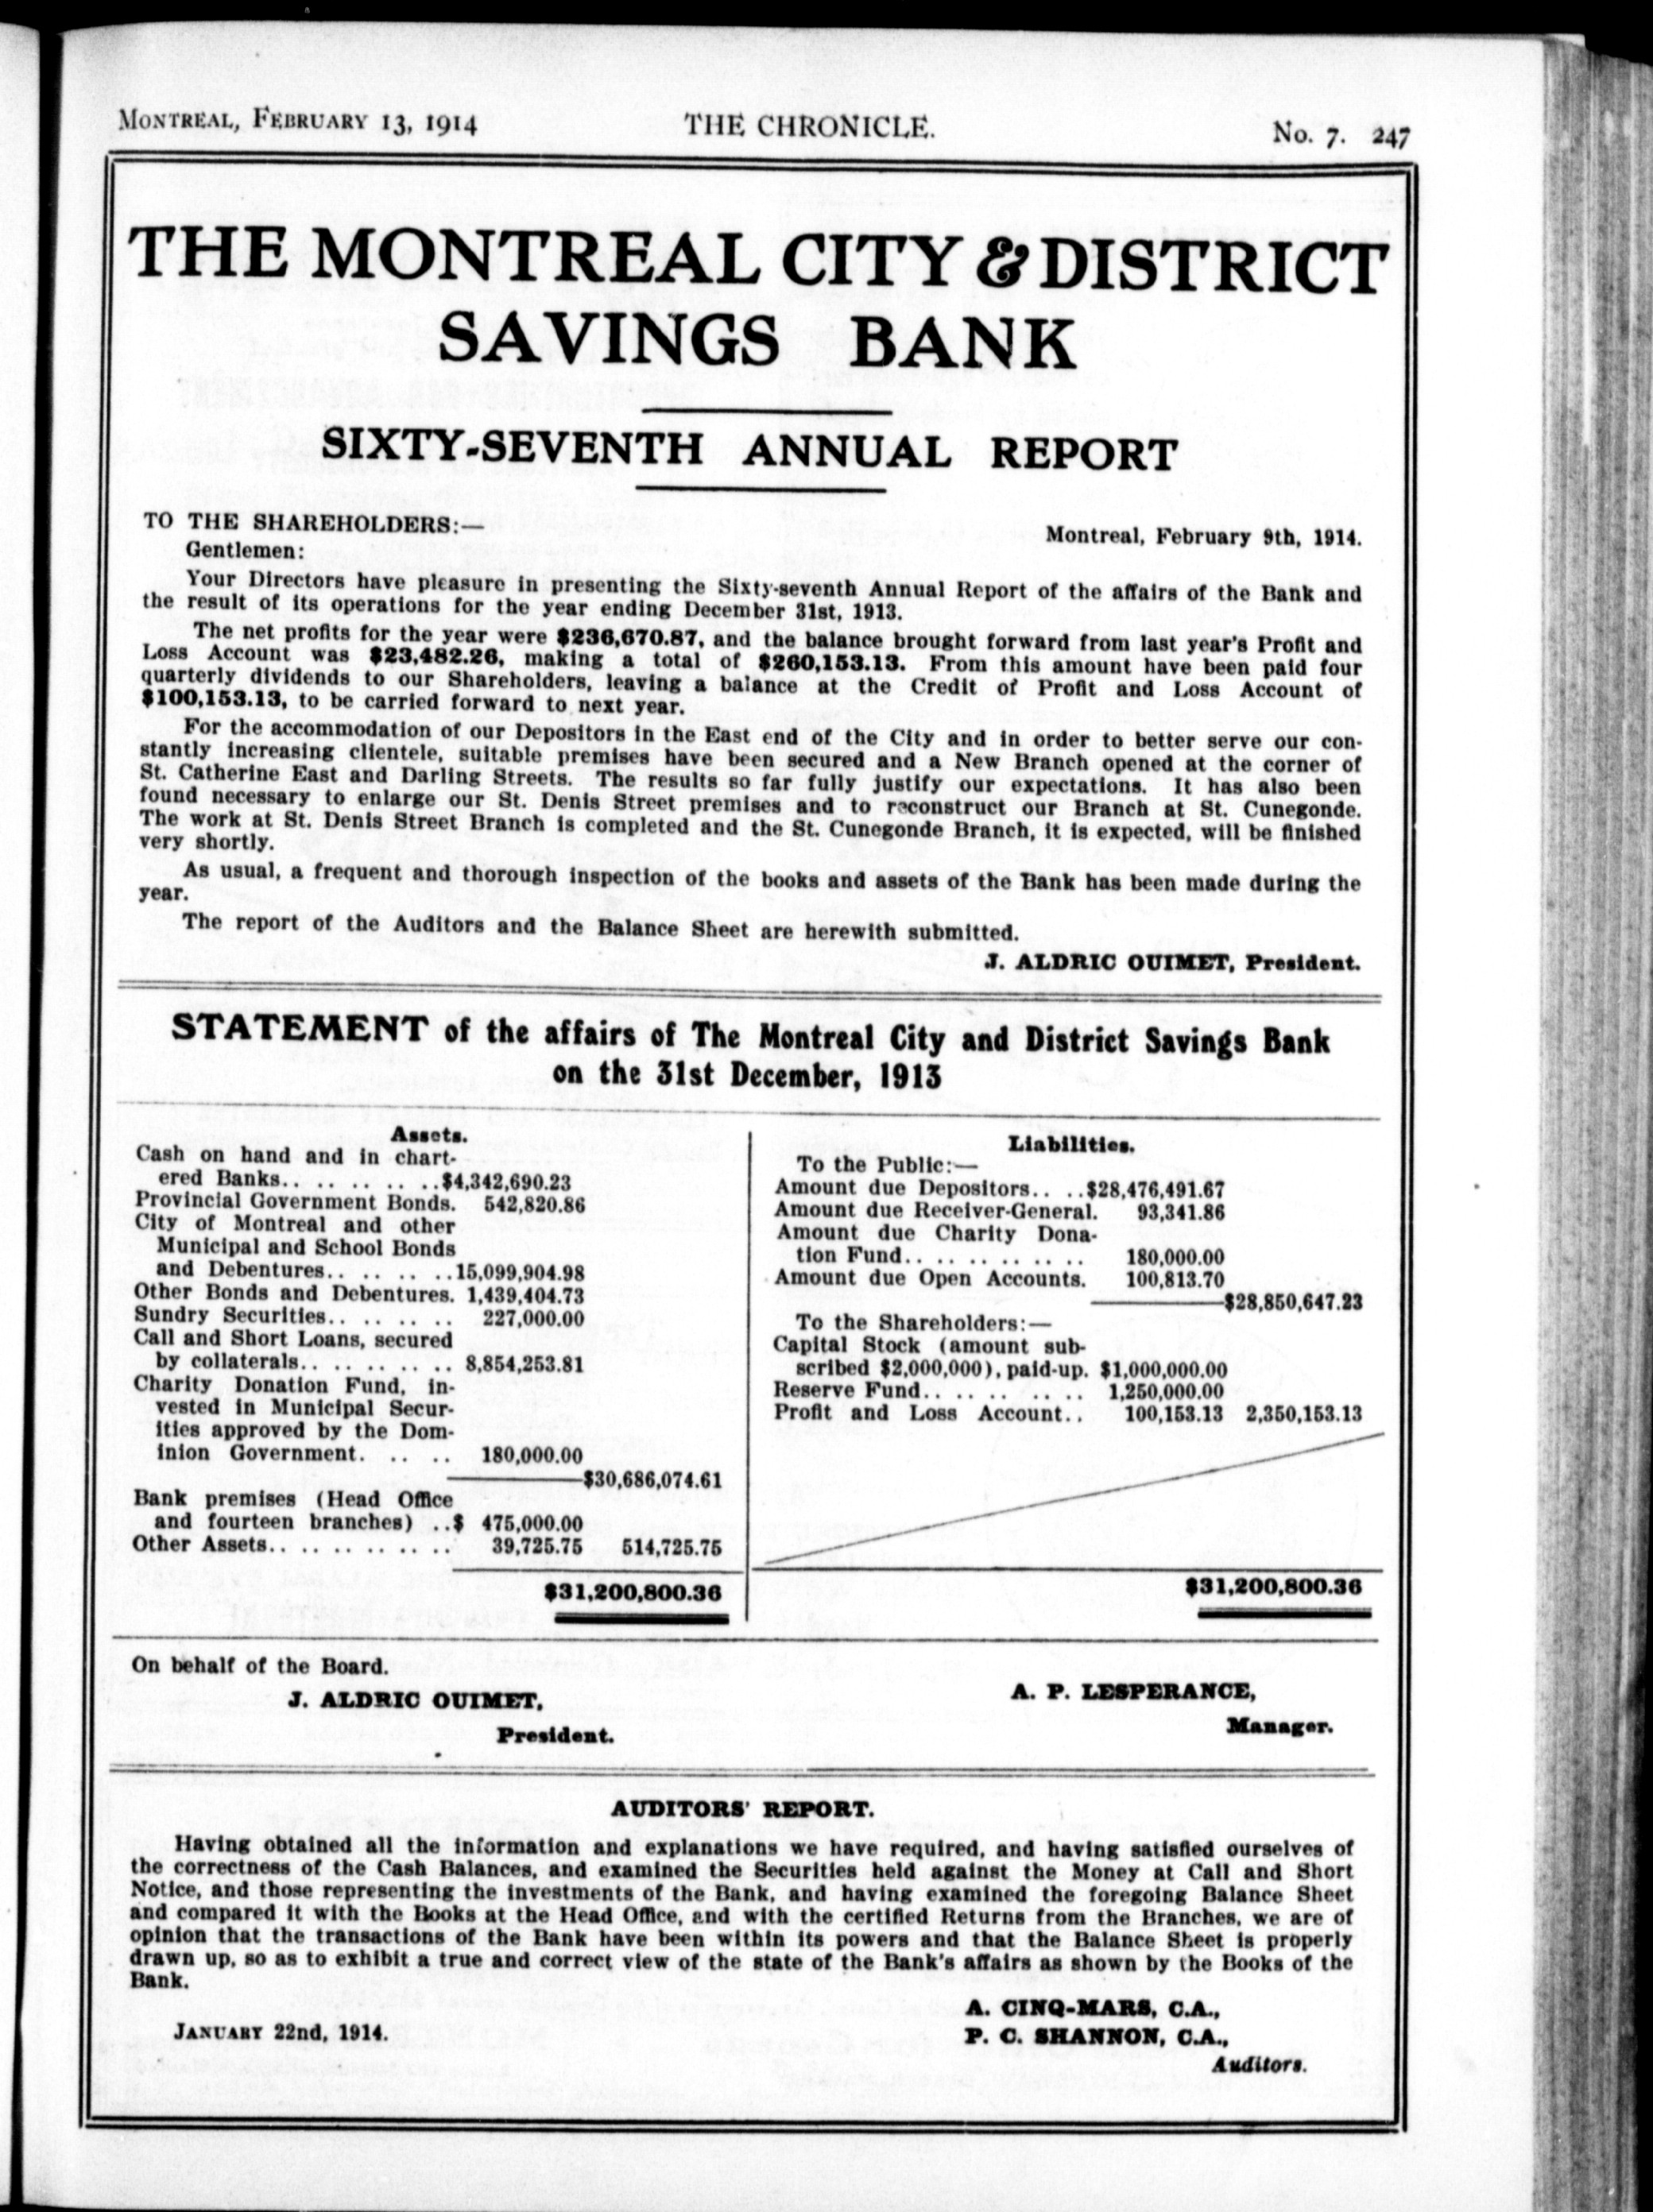 MONTREAL, FEBRUARY 13, 1914 THE CHRONICLE. No. 7. 247
THE MONTREAL CITY & DISTRICT
SAVINGS BANK
SIXTY-SEVENTH ANNUAL REPORT
TO THE SHAREHOLDERS:— Montreal, February 9th, 1914.
Gentlemen:
Your Directors have pleasure in presenting the Sixty-seventh Annual Report of the affairs of the Bank and
the result of its operations for the year ending December 31st, 1913.
The net profits for the year were $236,670.87, and the balance brought forward from last year's Profit and
Loss Account was $23,482.26, making a total of $260,153.13. From this amount have been paid four
quarterly dividends to our Shareholders, leaving a balance at the Credit of Profit and Loss Account of
$100,153.13, to be carried forward to next year.
For the accommodation of our Depositors in the East end of the City and in order to better serve our con-
stantly increasing clientele, suitable premises have been secured and a New Branch opened at the corner of
St. Catherine East and Darling Streets. The results so far fully justify our expectations. It has also been
found necessary to enlarge our St. Denis Street premises and to reconstruct our Branch at St. Cunegonde.
The work at St. Denis Street Branch is completed and the St. Cunegonde Branch, it is expected, will be finished
very shortly.
As usual, a frequent and thorough inspection of the books and assets of the Bank has been made during the
year.
The report of the Auditors and the Balance Sheet are herewith submitted.
J. ALDRIC OUIMET, President.
STATEMENT of the affairs of The Montreal City and District Savings Bank
on the 31st December, 1913
Assets.
Cash on hand and in chart-
ered Banks.. .. .. .. ..$4,342,690.23
Provincial Government Bonds. 542,820.86
City of Montreal and other
Municipal and School Bonds
and Debentures.. .. .. ..15,099,904.98
Other Bonds and Debentures. 1,439,404.73
Sundry Securities.. .. .. .. 227,000.00
Call and Short Loans, secured
by collaterals.. .. .. .. .. 8,854,253.81
Charity Donation Fund, in-
vested in Municipal Secur-
ities approved by the Dom-
inion Government. .. .. 180,000.00
$30,686,074.61
Bank premises (Head Office
and fourteen branches) ..$ 475,000.00
Other Assets.. .. .. .. .. .. 39,725.75 514,725.75
$31,200,800.36
Liabilities.
To the Public:—
Amount due Depositors.. ..$28,476,491.67
Amount due Receiver-General. 93,341.86
Amount due Charity Dona-
tion Fund.. .. .. .. .. .. 180,000.00
Amount due Open Accounts. 100,813.70
$28,850,647.23
To the Shareholders:—
Capital Stock (amount sub-
scribed $2,000,000), paid-up. $1,000,000.00
Reserve Fund.. .. .. .. .. 1,250,000.00
Profit and Loss Account.. 100,153.13 2,350,153.13
$31,200,800.36
On behalf of the Board.
J. ALDRIC OUIMET,
President.
A. P. LESPERANCE,
Manager.
AUDITORS' REPORT.
Having obtained all the information and explanations we have required, and having satisfied ourselves of
the correctness of the Cash Balances, and examined the Securities held against the Money at Call and Short
Notice, and those representing the investments of the Bank, and having examined the foregoing Balance Sheet
and compared it with the Books at the Head Office, and with the certified Returns from the Branches, we are of
opinion that the transactions of the Bank have been within its powers and that the Balance Sheet is properly
drawn up, so as to exhibit a true and correct view of the state of the Bank's affairs as shown by the Books of the
Bank.
A. CINQ-MARS, C.A.,
JANUARY 22nd, 1914. P. C. SHANNON, C.A.,
Auditors.